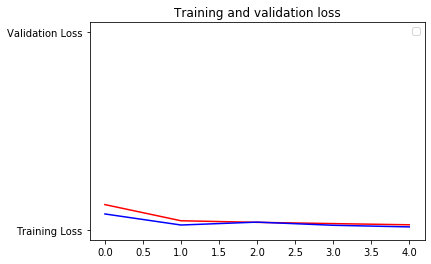 Training and validation loss
Validation Loss
Training Loss
0.0 0.5 1.0 1.5 2.0 2.5 3.0 3.5 4.0